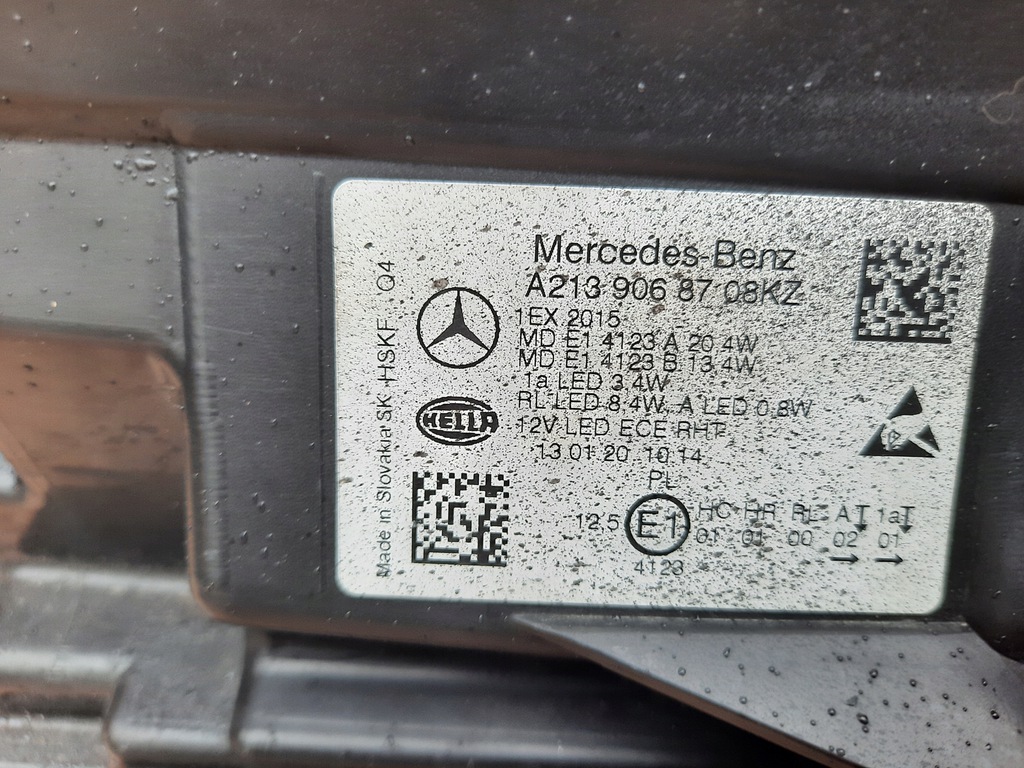 Mercedes-Benz
A213 906 87 08KZ
1EX 2015
MD E1 4123 A 20.4W
MD E1 4123 B 13.4W
1a LED 3.4W
RL LED 8.4W, A LED 0.8W
12V LED ECE RHT
13.01.20 10:14
PL
HELLA
Made in Slovakia SK HSKF Q4
12.5 E1 HC HR RL A 1a
01 01 00 02 01
4123